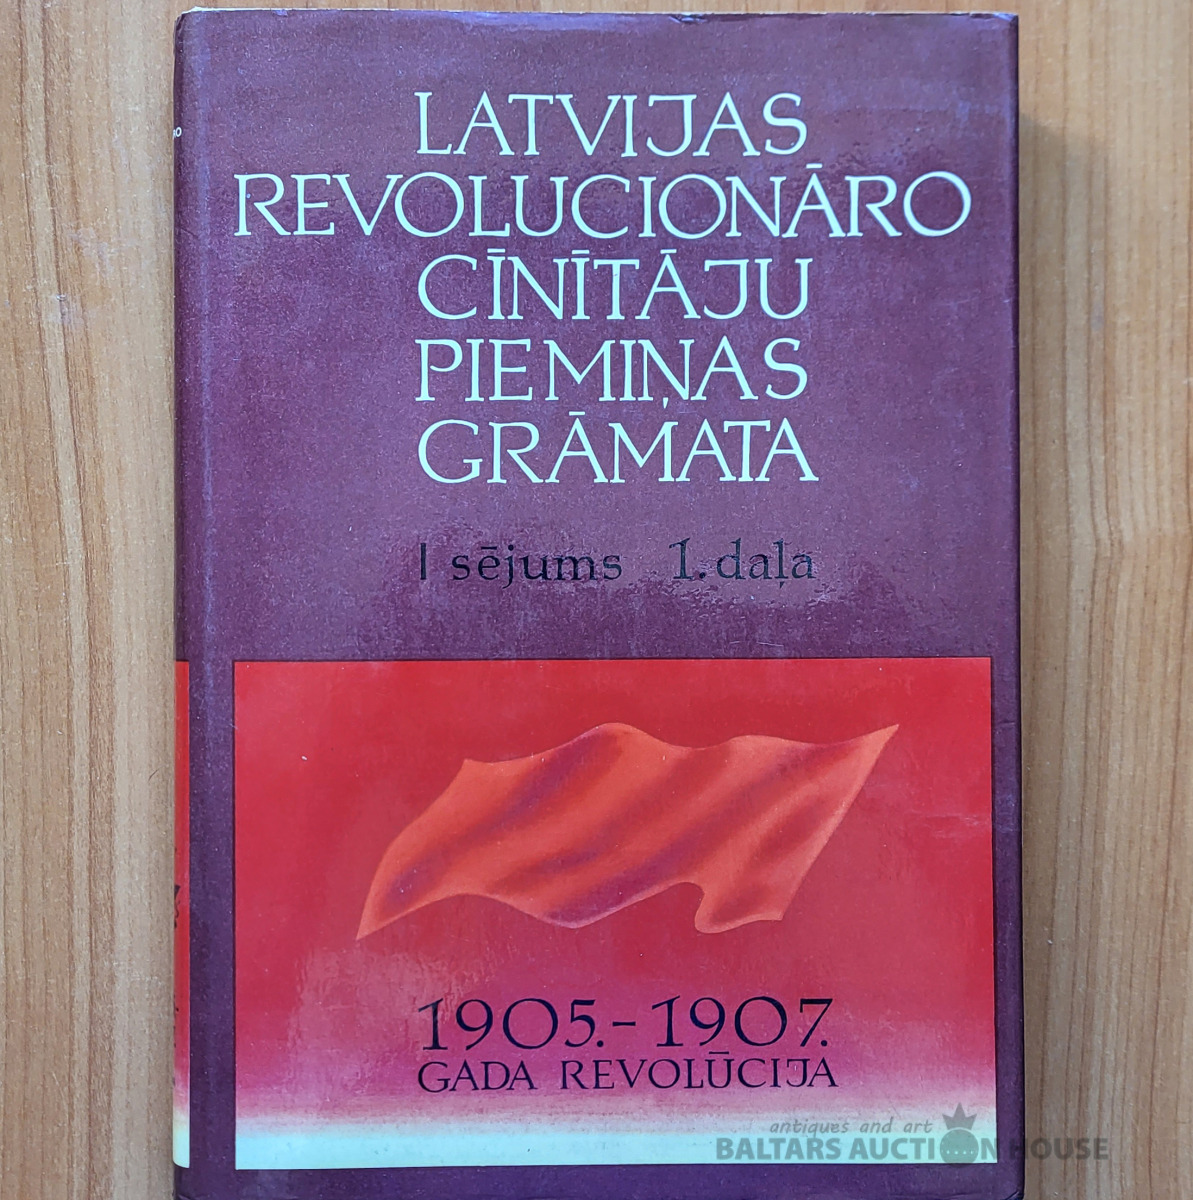 LATVIJAS
REVOLUCIONĀRO
CĪNĪTĀJU
PIEMIŅAS
GRĀMATA
I sējums 1. daļa
1905.-1907.
GADA REVOLŪCIJA
antiques and art
BALTARS AUCTION HOUSE